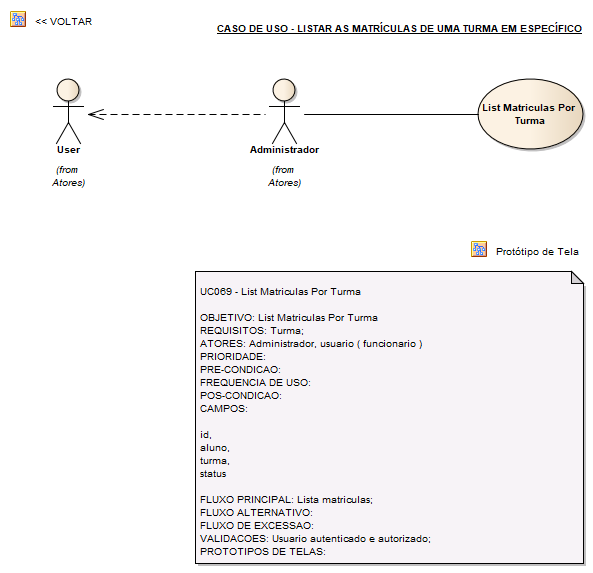 << VOLTAR
CASO DE USO - LISTAR AS MATRÍCULAS DE UMA TURMA EM ESPECÍFICO
User
(from
Atores)
Administrador
(from
Atores)
List Matriculas Por
Turma
Protótipo de Tela
UC069 - List Matriculas Por Turma
OBJETIVO: List Matriculas Por Turma
REQUISITOS: Turma;
ATORES: Administrador, usuario ( funcionario )
PRIORIDADE:
PRE-CONDICAO:
FREQUENCIA DE USO:
POS-CONDICAO:
CAMPOS:
id,
aluno,
turma,
status
FLUXO PRINCIPAL: Lista matriculas;
FLUXO ALTERNATIVO:
FLUXO DE EXCESSAO:
VALIDACOES: Usuario autenticado e autorizado;
PROTOTIPOS DE TELAS: